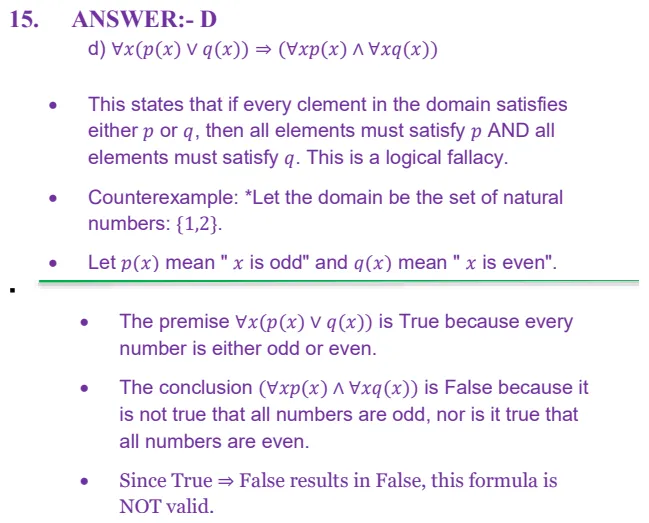 15. ANSWER:- D
d) ∀x(p(x) ∨ q(x)) ⇒ (∀xp(x) ∧ ∀xq(x))
• This states that if every clement in the domain satisfies
either p or q, then all elements must satisfy p AND all
elements must satisfy q. This is a logical fallacy.
• Counterexample: *Let the domain be the set of natural
numbers: {1,2}.
• Let p(x) mean " x is odd" and q(x) mean " x is even".
• The premise ∀x(p(x) ∨ q(x)) is True because every
number is either odd or even.
• The conclusion (∀xp(x) ∧ ∀xq(x)) is False because it
is not true that all numbers are odd, nor is it true that
all numbers are even.
• Since True ⇒ False results in False, this formula is
NOT valid.